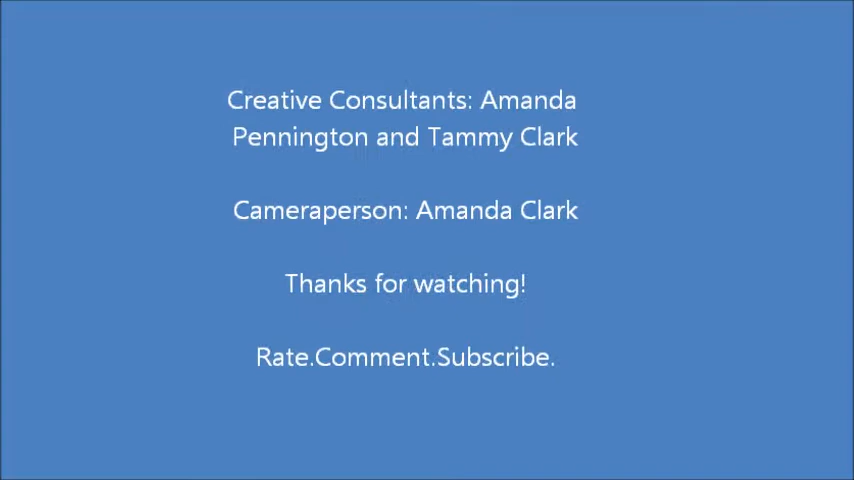 Creative Consultants: Amanda
Pennington and Tammy Clark
Cameraperson: Amanda Clark
Thanks for watching!
Rate.Comment.Subscribe.